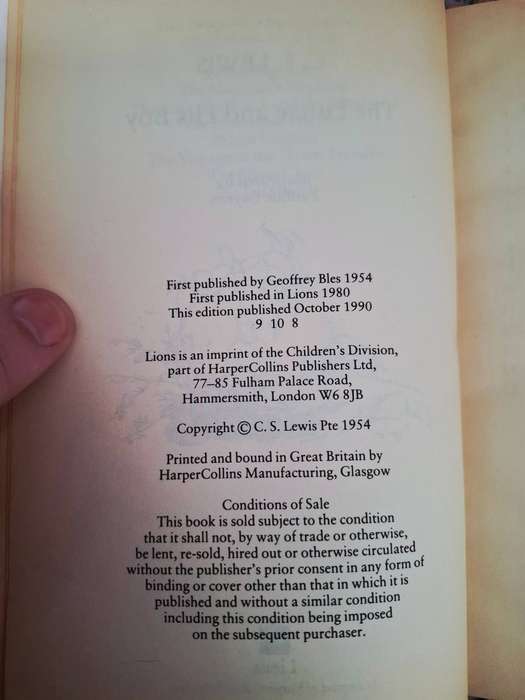 First published by Geoffrey Bles 1954
First published in Lions 1980
This edition published October 1990
9 10 8
Lions is an imprint of the Children's Division,
part of HarperCollins Publishers Ltd,
77–85 Fulham Palace Road,
Hammersmith, London W6 8JB
Copyright © C. S. Lewis Pte 1954
Printed and bound in Great Britain by
HarperCollins Manufacturing, Glasgow
Conditions of Sale
This book is sold subject to the condition
that it shall not, by way of trade or otherwise,
be lent, re-sold, hired out or otherwise circulated
without the publisher's prior consent in any form of
binding or cover other than that in which it is
published and without a similar condition
including this condition being imposed
on the subsequent purchaser.